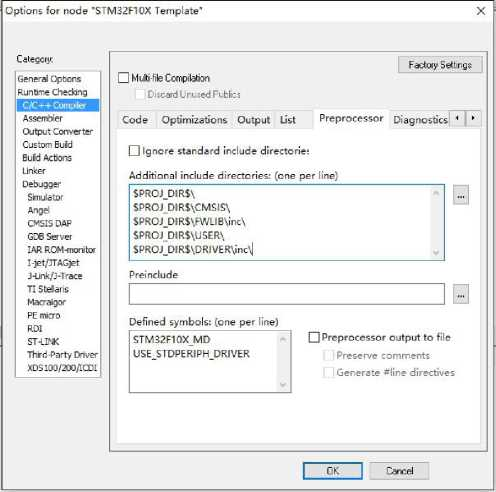 Options for node "STM32F10X Template"
Category:
Factory Settings
General Options
Runtime Checking
C/C++ Compiler
Assembler
Output Converter
Custom Build
Build Actions
Linker
Debugger
Simulator
Angel
CMSIS DAP
GDB Server
IAR ROM-monitor
I-jet/JTAGjet
J-Link/J-Trace
TI Stellaris
Macraigor
PE micro
RDI
ST-LINK
Third-Party Driver
XDS100/200/ICDI
Multi-file Compilation
Discard Unused Publics
Code Optimizations Output List Preprocessor Diagnostics
Ignore standard include directories
Additional include directories: (one per line)
$PROJ_DIR$\
$PROJ_DIR$\CMSIS\
$PROJ_DIR$\FWLIB\inc\
$PROJ_DIR$\USER\
$PROJ_DIR$\DRIVER\inc\
...
Preinclude
...
Defined symbols: (one per line)
STM32F10X_MD
USE_STDPERIPH_DRIVER
Preprocessor output to file
Preserve comments
Generate #line directives
OK Cancel